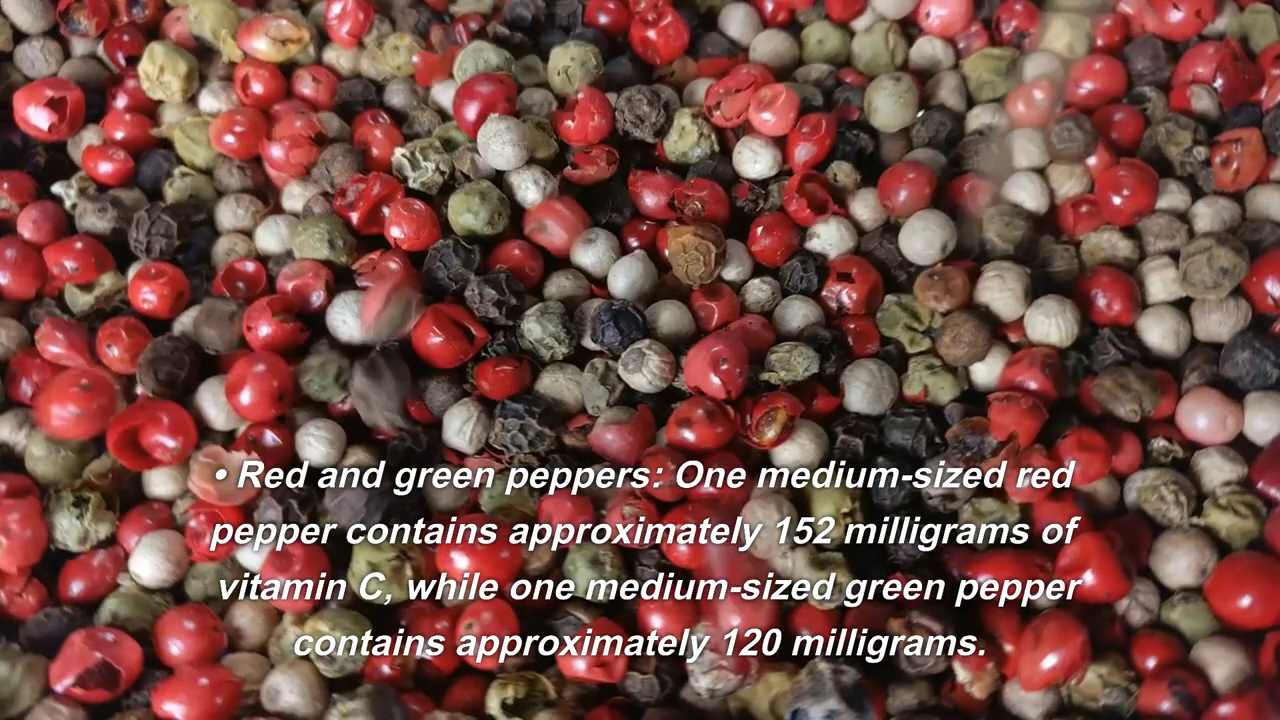 • Red and green peppers: One medium-sized red
pepper contains approximately 152 milligrams of
vitamin C, while one medium-sized green pepper
contains approximately 120 milligrams.